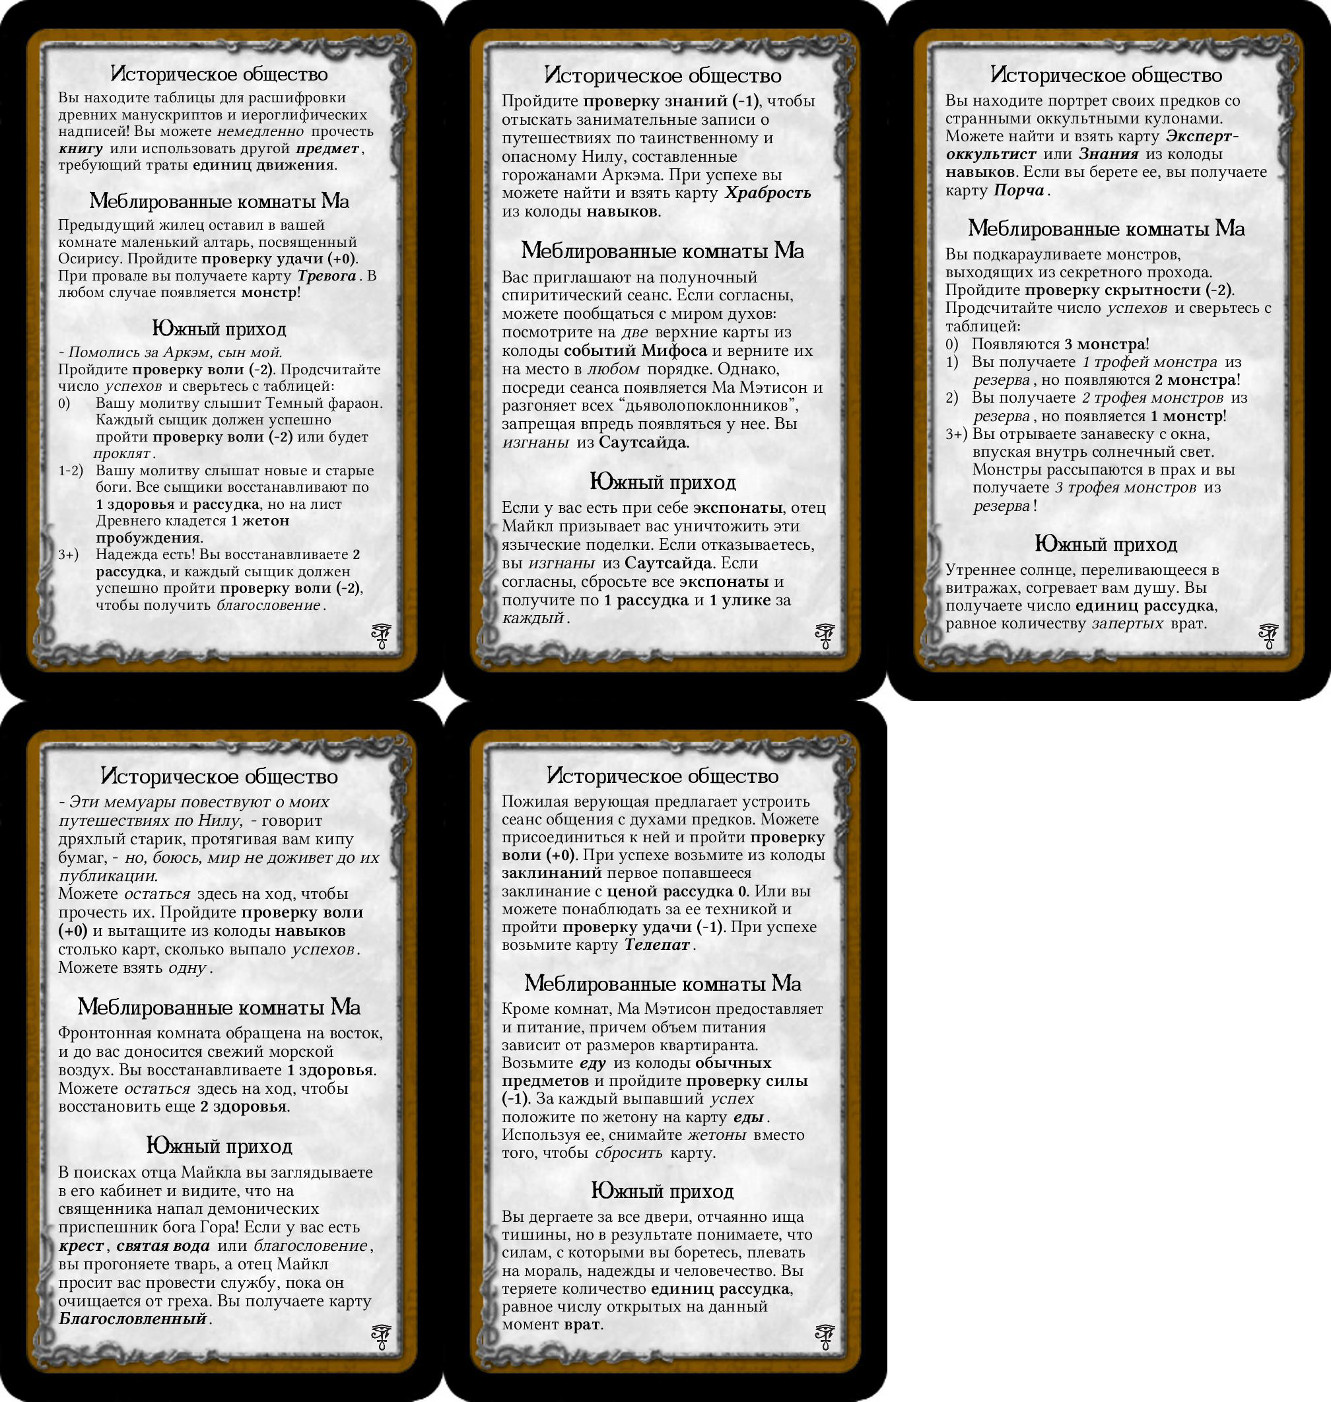 Историческое общество
Вы находите таблицы для расшифровки
древних манускриптов и иероглифических
надписей! Вы можете немедленно прочесть
книгу или использовать другой предмет,
требующий траты единиц движения.
Меблированные комнаты Ма
Предыдущий жилец оставил в вашей
комнате маленький алтарь, посвященный
Осирису. Пройдите проверку удачи (+0).
При провале вы получаете карту Тревога. В
любом случае появляется монстр!
Южный приход
- Помолись за Аркэм, сын мой.
Пройдите проверку воли (-2). Продсчитайте
число успехов и сверьтесь с таблицей:
0) Вашу молитву слышит Темный фараон.
Каждый сыщик должен успешно
пройти проверку воли (-2) или будет
проклят.
1-2) Вашу молитву слышат новые и старые
боги. Все сыщики восстанавливают по
1 здоровья и рассудка, но на лист
Древнего кладется 1 жетон
пробуждения.
3+) Надежда есть! Вы восстанавливаете 2
рассудка, и каждый сыщик должен
успешно пройти проверку воли (-2),
чтобы получить благословение.
Историческое общество
Пройдите проверку знаний (-1), чтобы
отыскать занимательные записи о
путешествиях по таинственному и
опасному Нилу, составленные
горожанами Аркэма. При успехе вы
можете найти и взять карту Храбрость
из колоды навыков.
Меблированные комнаты Ма
Вас приглашают на полуночный
спиритический сеанс. Если согласны,
можете пообщаться с миром духов:
посмотрите на две верхние карты из
колоды событий Мифоса и верните их
на место в любом порядке. Однако,
посреди сеанса появляется Ма Мэтисон и
разгоняет всех “дьяволопоклонников”,
запрещая впредь появляться у нее. Вы
изгнаны из Саутсайда.
Южный приход
Если у вас есть при себе экспонаты, отец
Майкл призывает вас уничтожить эти
языческие поделки. Если отказываетесь,
вы изгнаны из Саутсайда. Если
согласны, сбросьте все экспонаты и
получите по 1 рассудка и 1 улике за
каждый.
Историческое общество
Вы находите портрет своих предков со
странными оккультными кулонами.
Можете найти и взять карту Эксперт-
оккультист или Знания из колоды
навыков. Если вы берете ее, вы получаете
карту Порча.
Меблированные комнаты Ма
Вы подкарауливаете монстров,
выходящих из секретного прохода.
Пройдите проверку скрытности (-2).
Продсчитайте число успехов и сверьтесь с
таблицей:
0) Появляются 3 монстра!
1) Вы получаете 1 трофей монстра из
резерва, но появляются 2 монстра!
2) Вы получаете 2 трофея монстров из
резерва, но появляется 1 монстр!
3+) Вы отрываете занавеску с окна,
впуская внутрь солнечный свет.
Монстры рассыпаются в прах и вы
получаете 3 трофея монстров из
резерва!
Южный приход
Утреннее солнце, переливающееся в
витражах, согревает вам душу. Вы
получаете число единиц рассудка,
равное количеству запертых врат.
Историческое общество
- Эти мемуары повествуют о моих
путешествиях по Нилу, - говорит
дряхлый старик, протягивая вам кипу
бумаг, - но, боюсь, мир не доживет до их
публикации.
Можете остаться здесь на ход, чтобы
прочесть их. Пройдите проверку воли
(+0) и вытащите из колоды навыков
столько карт, сколько выпало успехов.
Можете взять одну.
Меблированные комнаты Ма
Фронтонная комната обращена на восток,
и до вас доносится свежий морской
воздух. Вы восстанавливаете 1 здоровья.
Можете остаться здесь на ход, чтобы
восстановить еще 2 здоровья.
Южный приход
В поисках отца Майкла вы заглядываете
в его кабинет и видите, что на
священника напал демонических
приспешник бога Гора! Если у вас есть
крест, святая вода или благословение,
вы прогоняете тварь, а отец Майкл
просит вас провести службу, пока он
очищается от греха. Вы получаете карту
Благословленный.
Историческое общество
Пожилая верующая предлагает устроить
сеанс общения с духами предков. Можете
присоединиться к ней и пройти проверку
воли (+0). При успехе возьмите из колоды
заклинаний первое попавшееся
заклинание с ценой рассудка 0. Или вы
можете понаблюдать за ее техникой и
пройти проверку удачи (-1). При успехе
возьмите карту Телепат.
Меблированные комнаты Ма
Кроме комнат, Ма Мэтисон предоставляет
и питание, причем объем питания
зависит от размеров квартиранта.
Возьмите еду из колоды обычных
предметов и пройдите проверку силы
(-1). За каждый выпавший успех
положите по жетону на карту еды.
Используя ее, снимайте жетоны вместо
того, чтобы сбросить карту.
Южный приход
Вы дергаете за все двери, отчаянно ища
тишины, но в результате понимаете, что
силам, с которыми вы боретесь, плевать
на мораль, надежды и человечество. Вы
теряете количество единиц рассудка,
равное числу открытых на данный
момент врат.